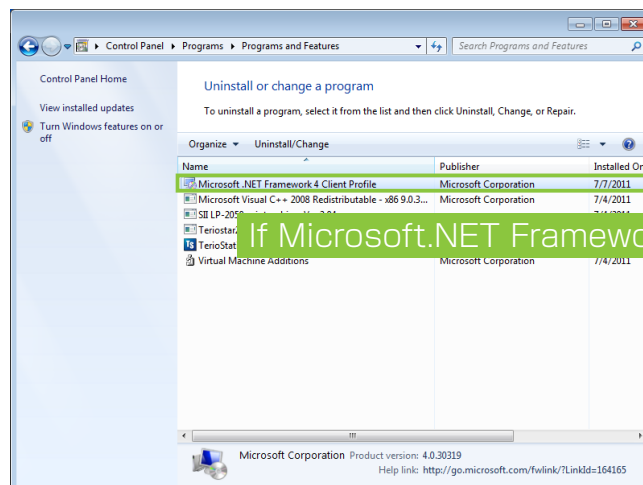 Control Panel ▸ Programs ▸ Programs and Features
Search Programs and Features
Control Panel Home
View installed updates
Turn Windows features on or
off
Uninstall or change a program
To uninstall a program, select it from the list and then click Uninstall, Change, or Repair.
Organize Uninstall/Change
Name Publisher Installed On
Microsoft .NET Framework 4 Client Profile Microsoft Corporation 7/7/2011
Microsoft Visual C++ 2008 Redistributable - x86 9.0.3... Microsoft Corporation 7/4/2011
SII LP-205
Teriostar
TerioStat
If Microsoft.NET Framewo
Virtual Machine Additions Microsoft Corporation 7/4/2011
Microsoft Corporation Product version: 4.0.30319
Help link: http://go.microsoft.com/fwlink/?LinkId=164165